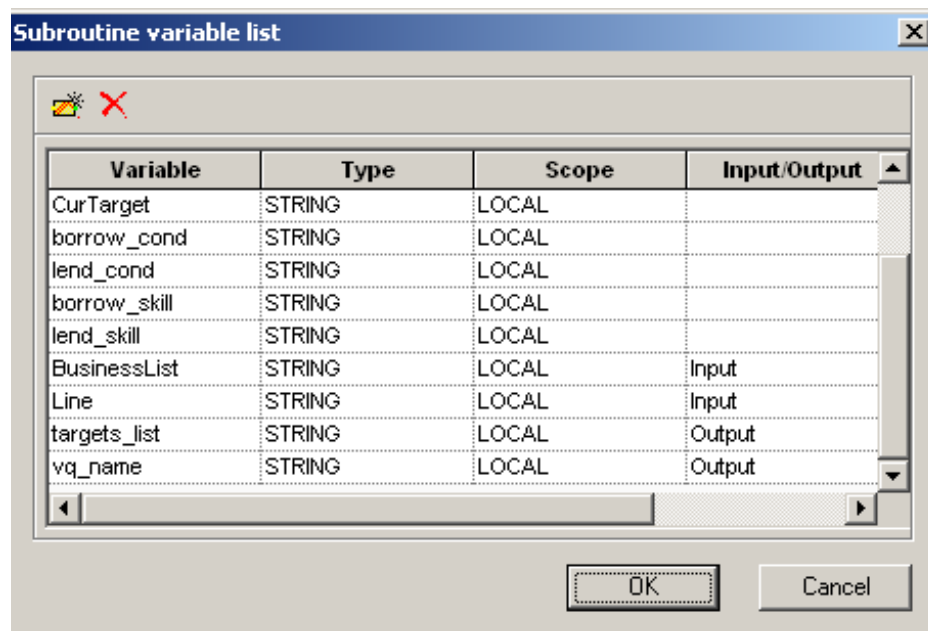 Subroutine variable list
Variable Type Scope Input/Output
CurTarget STRING LOCAL
borrow_cond STRING LOCAL
lend_cond STRING LOCAL
borrow_skill STRING LOCAL
lend_skill STRING LOCAL
BusinessList STRING LOCAL Input
Line STRING LOCAL Input
targets_list STRING LOCAL Output
vq_name STRING LOCAL Output
OK Cancel